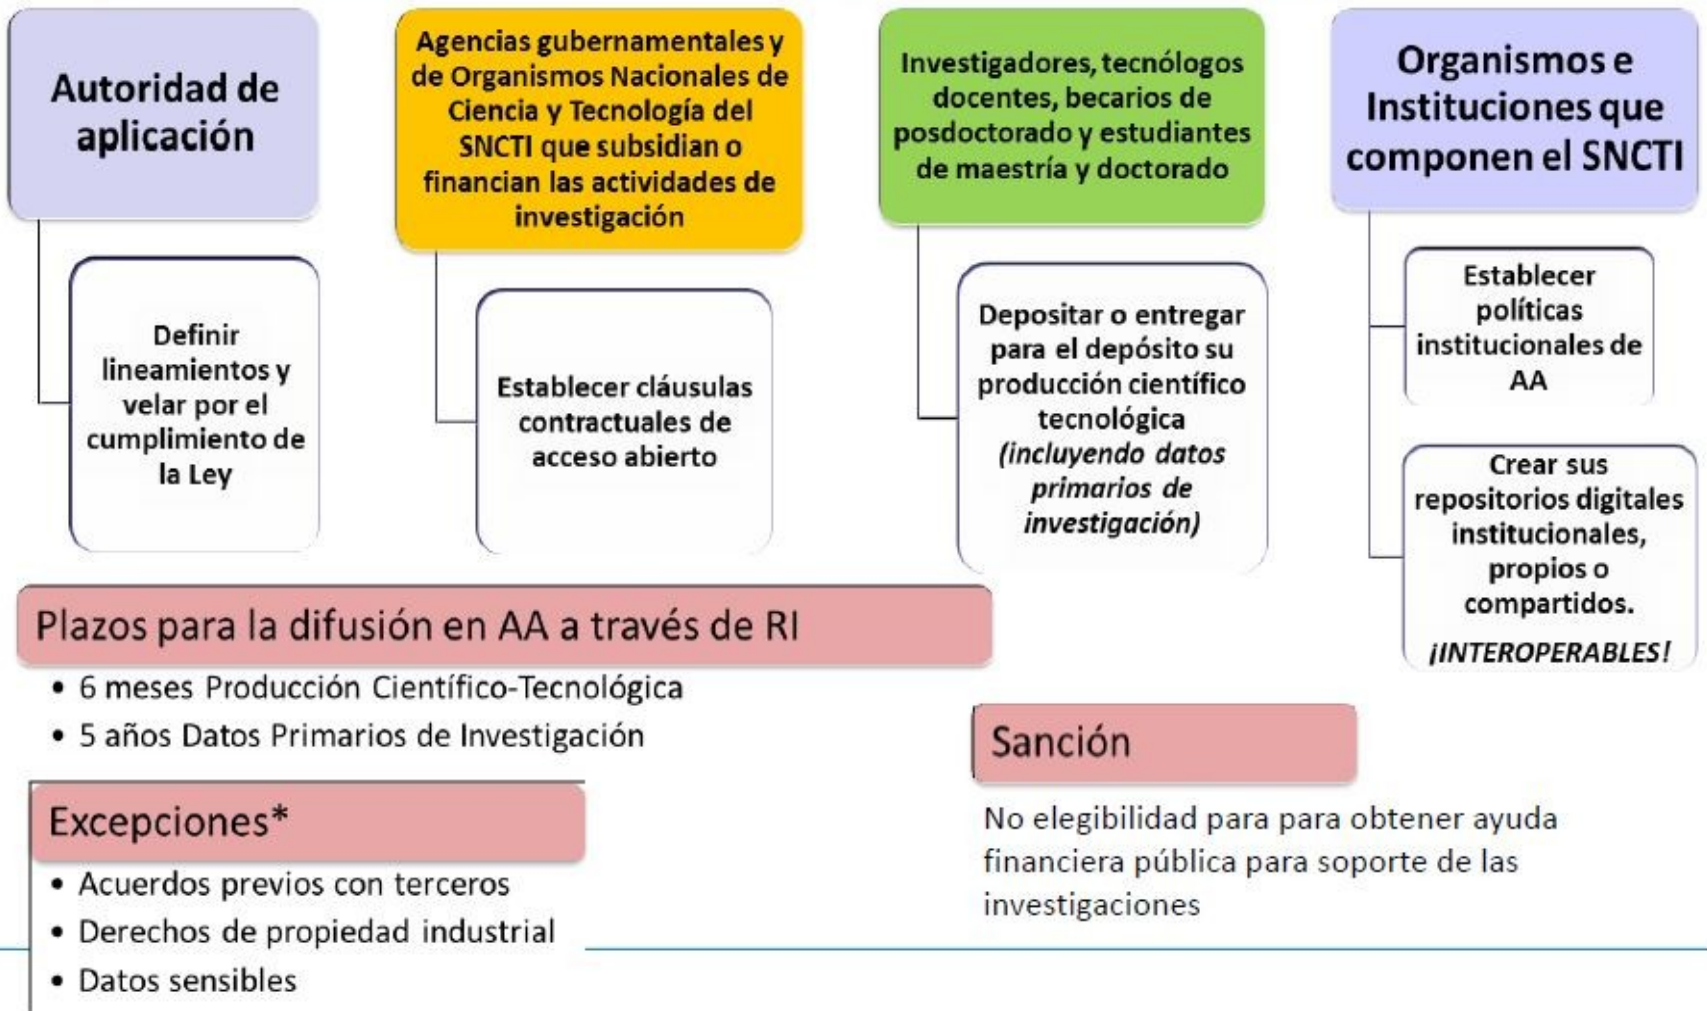 Autoridad de
aplicación
Definir
lineamientos y
velar por el
cumplimiento de
la Ley
Agencias gubernamentales y
de Organismos Nacionales de
Ciencia y Tecnología del
SNCTI que subsidian o
financian las actividades de
investigación
Establecer cláusulas
contractuales de
acceso abierto
Investigadores, tecnólogos
docentes, becarios de
posdoctorado y estudiantes
de maestría y doctorado
Depositar o entregar
para el depósito su
producción científico
tecnológica
(incluyendo datos
primarios de
investigación)
Organismos e
Instituciones que
componen el SNCTI
Establecer
políticas
institucionales de
AA
Crear sus
repositorios digitales
institucionales,
propios o
compartidos.
¡INTEROPERABLES!
Plazos para la difusión en AA a través de RI
• 6 meses Producción Científico-Tecnológica
• 5 años Datos Primarios de Investigación
Excepciones*
• Acuerdos previos con terceros
• Derechos de propiedad industrial
• Datos sensibles
Sanción
No elegibilidad para para obtener ayuda
financiera pública para soporte de las
investigaciones